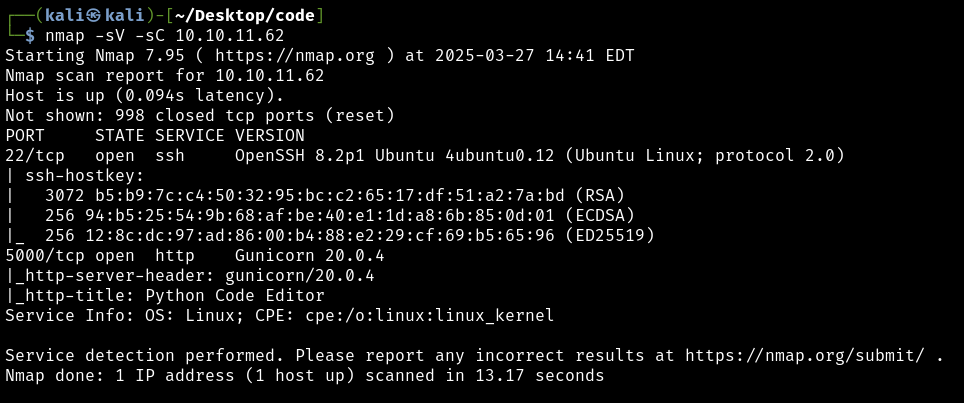 ┌──(kali㉿kali)-[~/Desktop/code]
└─$ nmap -sV -sC 10.10.11.62
Starting Nmap 7.95 ( https://nmap.org ) at 2025-03-27 14:41 EDT
Nmap scan report for 10.10.11.62
Host is up (0.094s latency).
Not shown: 998 closed tcp ports (reset)
PORT     STATE SERVICE VERSION
22/tcp   open  ssh     OpenSSH 8.2p1 Ubuntu 4ubuntu0.12 (Ubuntu Linux; protocol 2.0)
| ssh-hostkey:
|   3072 b5:b9:7c:c4:50:32:95:bc:c2:65:17:df:51:a2:7a:bd (RSA)
|   256 94:b5:25:54:9b:68:af:be:40:e1:1d:a8:6b:85:0d:01 (ECDSA)
|_  256 12:8c:dc:97:ad:86:00:b4:88:e2:29:cf:69:b5:65:96 (ED25519)
5000/tcp open  http    Gunicorn 20.0.4
|_http-server-header: gunicorn/20.0.4
|_http-title: Python Code Editor
Service Info: OS: Linux; CPE: cpe:/o:linux:linux_kernel

Service detection performed. Please report any incorrect results at https://nmap.org/submit/ .
Nmap done: 1 IP address (1 host up) scanned in 13.17 seconds